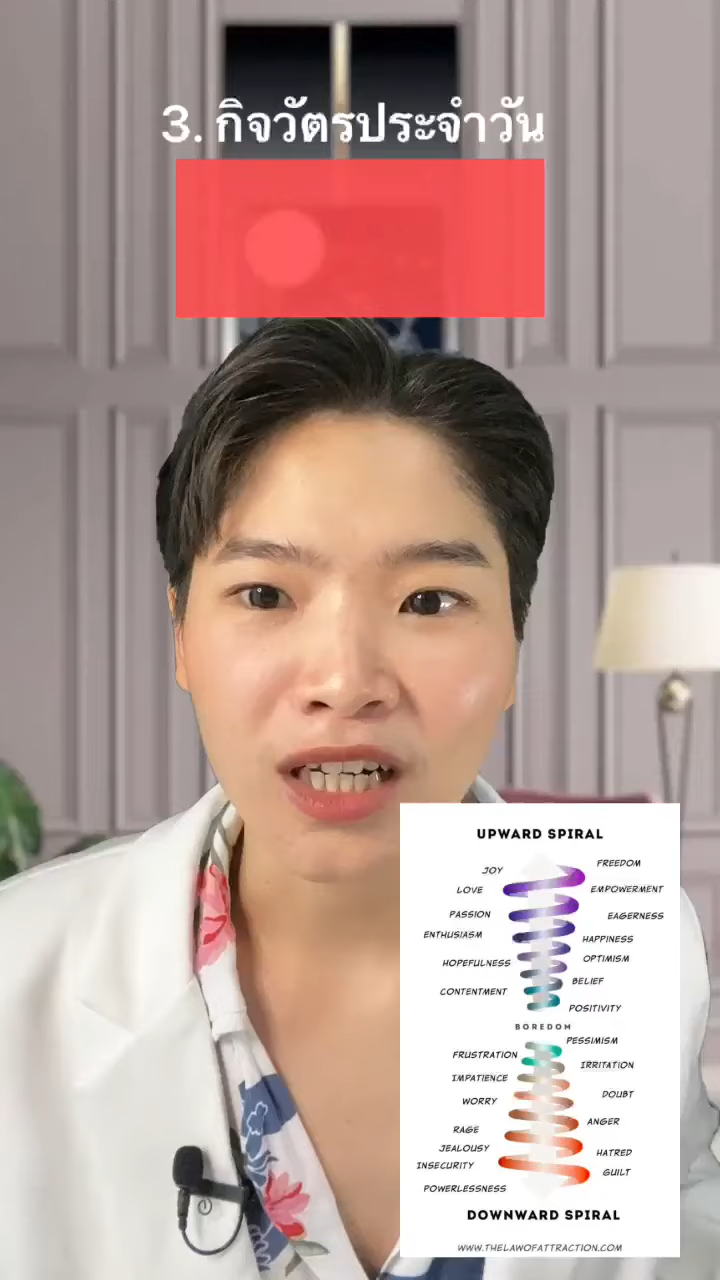 3. กิจวัตรประจำวัน
UPWARD SPIRAL
JOY
FREEDOM
LOVE
EMPOWERMENT
PASSION
EAGERNESS
ENTHUSIASM
HAPPINESS
HOPEFULNESS
OPTIMISM
BELIEF
CONTENTMENT
POSITIVITY
BOREDOM
PESSIMISM
FRUSTRATION
IRRITATION
IMPATIENCE
DOUBT
WORRY
ANGER
RAGE
JEALOUSY
HATRED
INSECURITY
GUILT
POWERLESSNESS
DOWNWARD SPIRAL
WWW.THELAWOFATTRACTION.COM